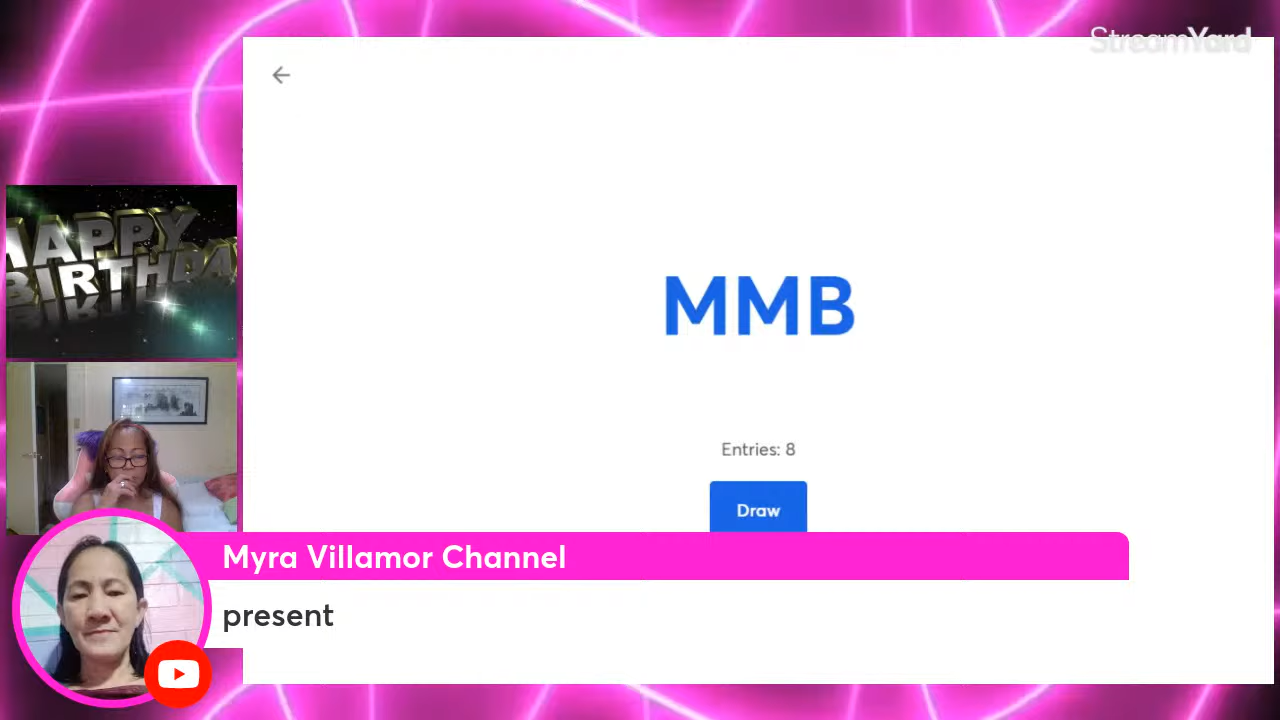 StreamYard
HAPPY
BIRTHDAY
MMB
Entries: 8
Draw
Myra Villamor Channel
present